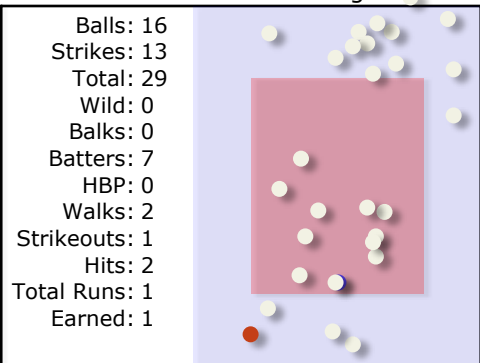 Balls: 16
Strikes: 13
Total: 29
Wild: 0
Balks: 0
Batters: 7
HBP: 0
Walks: 2
Strikeouts: 1
Hits: 2
Total Runs: 1
Earned: 1